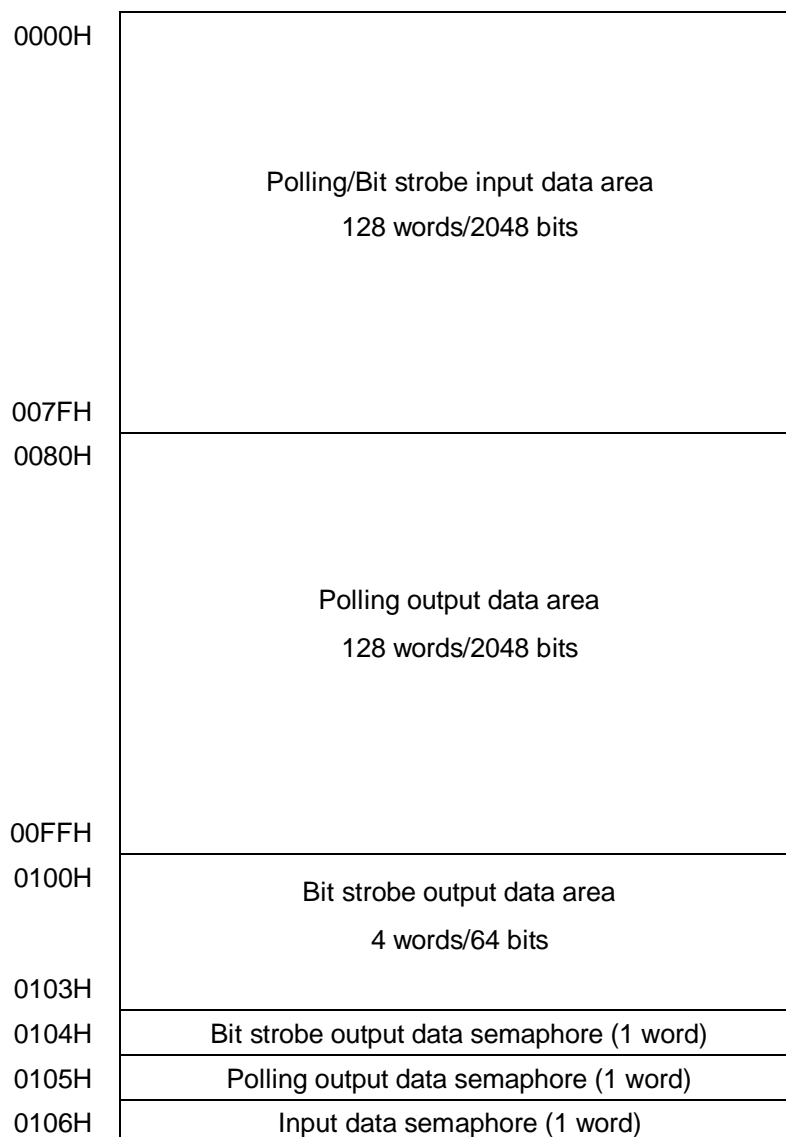 0000H
Polling/Bit strobe input data area
128 words/2048 bits
007FH
0080H
Polling output data area
128 words/2048 bits
00FFH
0100H
Bit strobe output data area
4 words/64 bits
0103H
0104H Bit strobe output data semaphore (1 word)
0105H Polling output data semaphore (1 word)
0106H Input data semaphore (1 word)